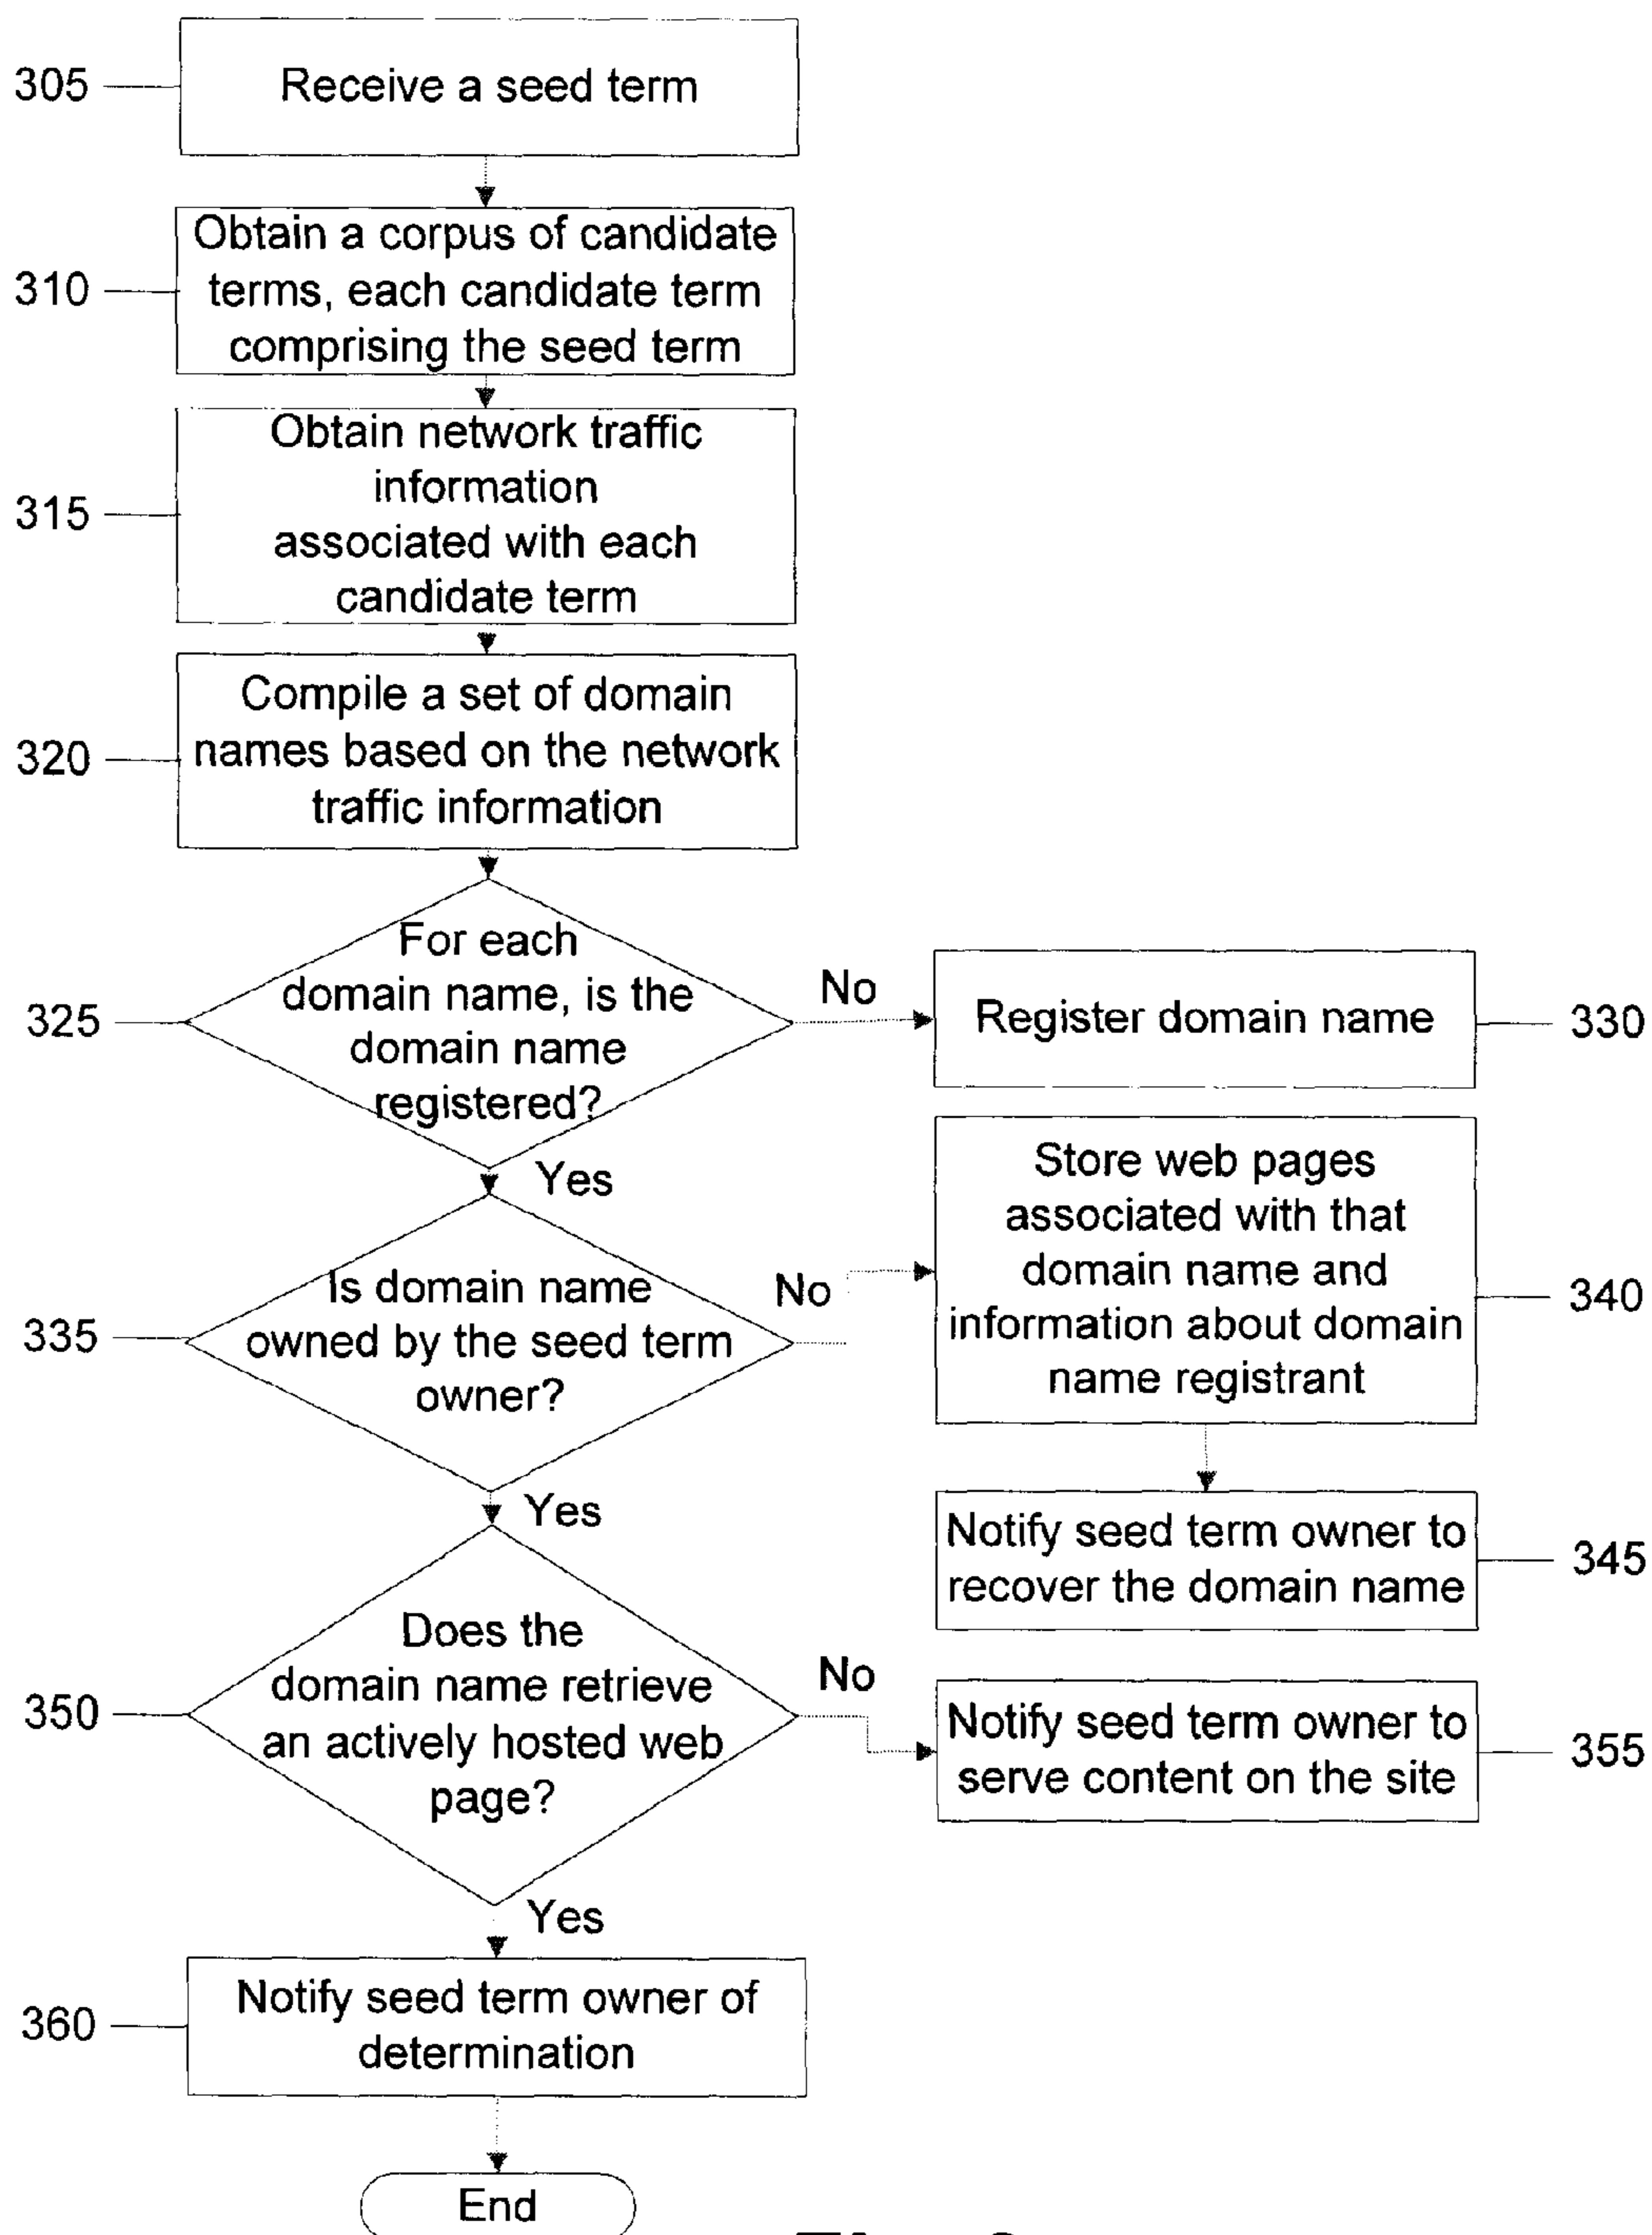 305
Receive a seed term
310
Obtain a corpus of candidate
terms, each candidate term
comprising the seed term
315
Obtain network traffic
information
associated with each
candidate term
320
Compile a set of domain
names based on the network
traffic information
325
For each
domain name, is the
domain name
registered?
No
Register domain name
330
Yes
335
Is domain name
owned by the seed term
owner?
No
Store web pages
associated with that
domain name and
information about domain
name registrant
340
Notify seed term owner to
recover the domain name
345
Yes
350
Does the
domain name retrieve
an actively hosted web
page?
No
Notify seed term owner to
serve content on the site
355
Yes
360
Notify seed term owner of
determination
End